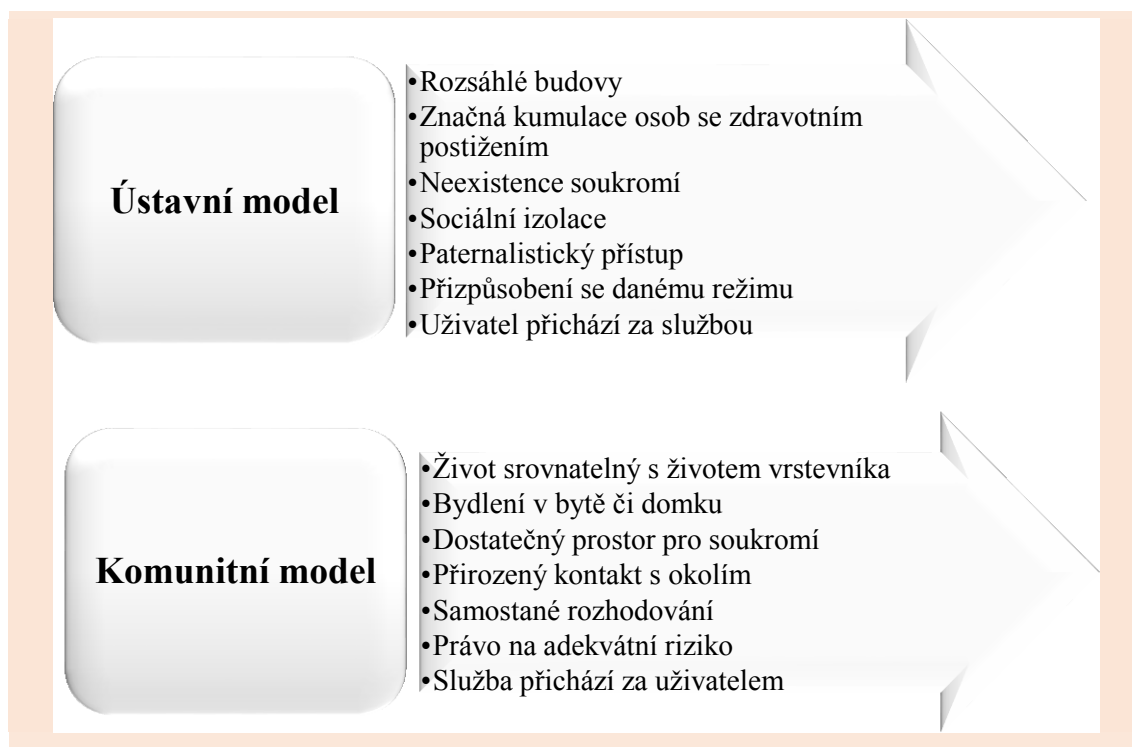 Ústavní model
•Rozsáhlé budovy
•Značná kumulace osob se zdravotním
postižením
•Neexistence soukromí
•Sociální izolace
•Paternalistický přístup
•Přizpůsobení se danému režimu
•Uživatel přichází za službou
Komunitní model
•Život srovnatelný s životem vrstevníka
•Bydlení v bytě či domku
•Dostatečný prostor pro soukromí
•Přirozený kontakt s okolím
•Samostané rozhodování
•Právo na adekvátní riziko
•Služba přichází za uživatelem